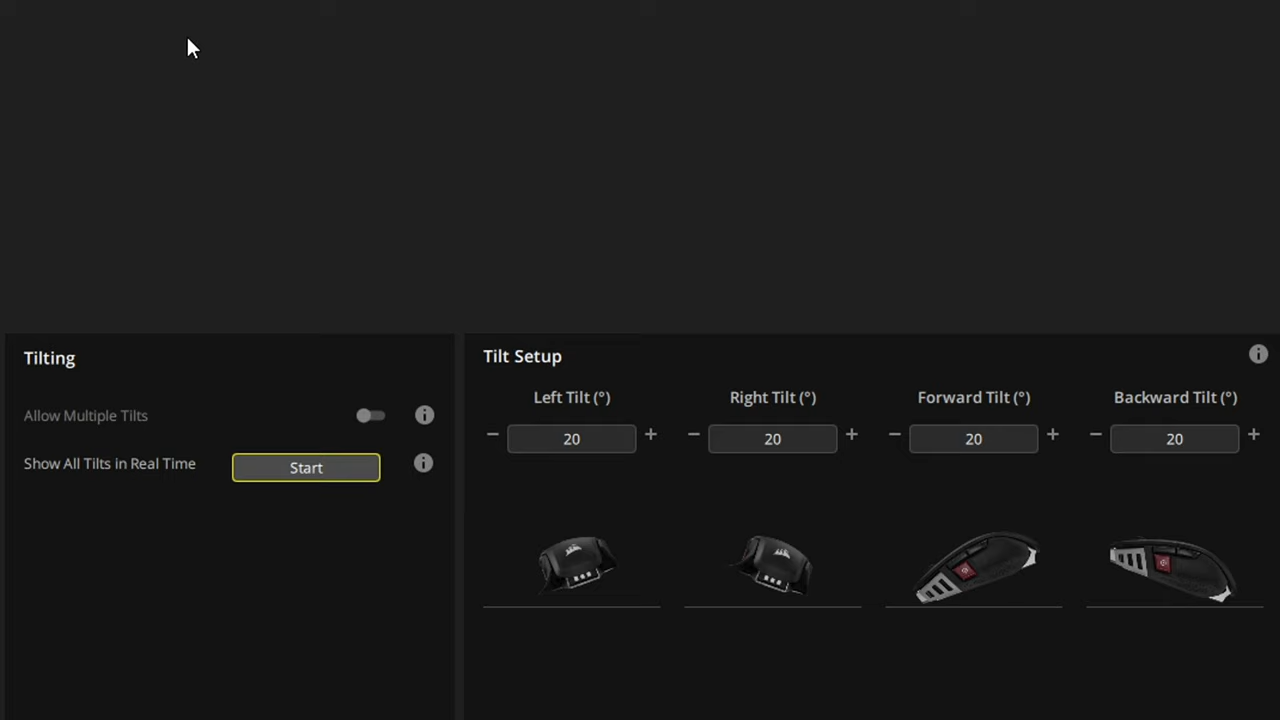 Tilting
Allow Multiple Tilts
Show All Tilts in Real Time
Start
Tilt Setup
Left Tilt (°)
Right Tilt (°)
Forward Tilt (°)
Backward Tilt (°)
− 20 +
− 20 +
− 20 +
− 20 +